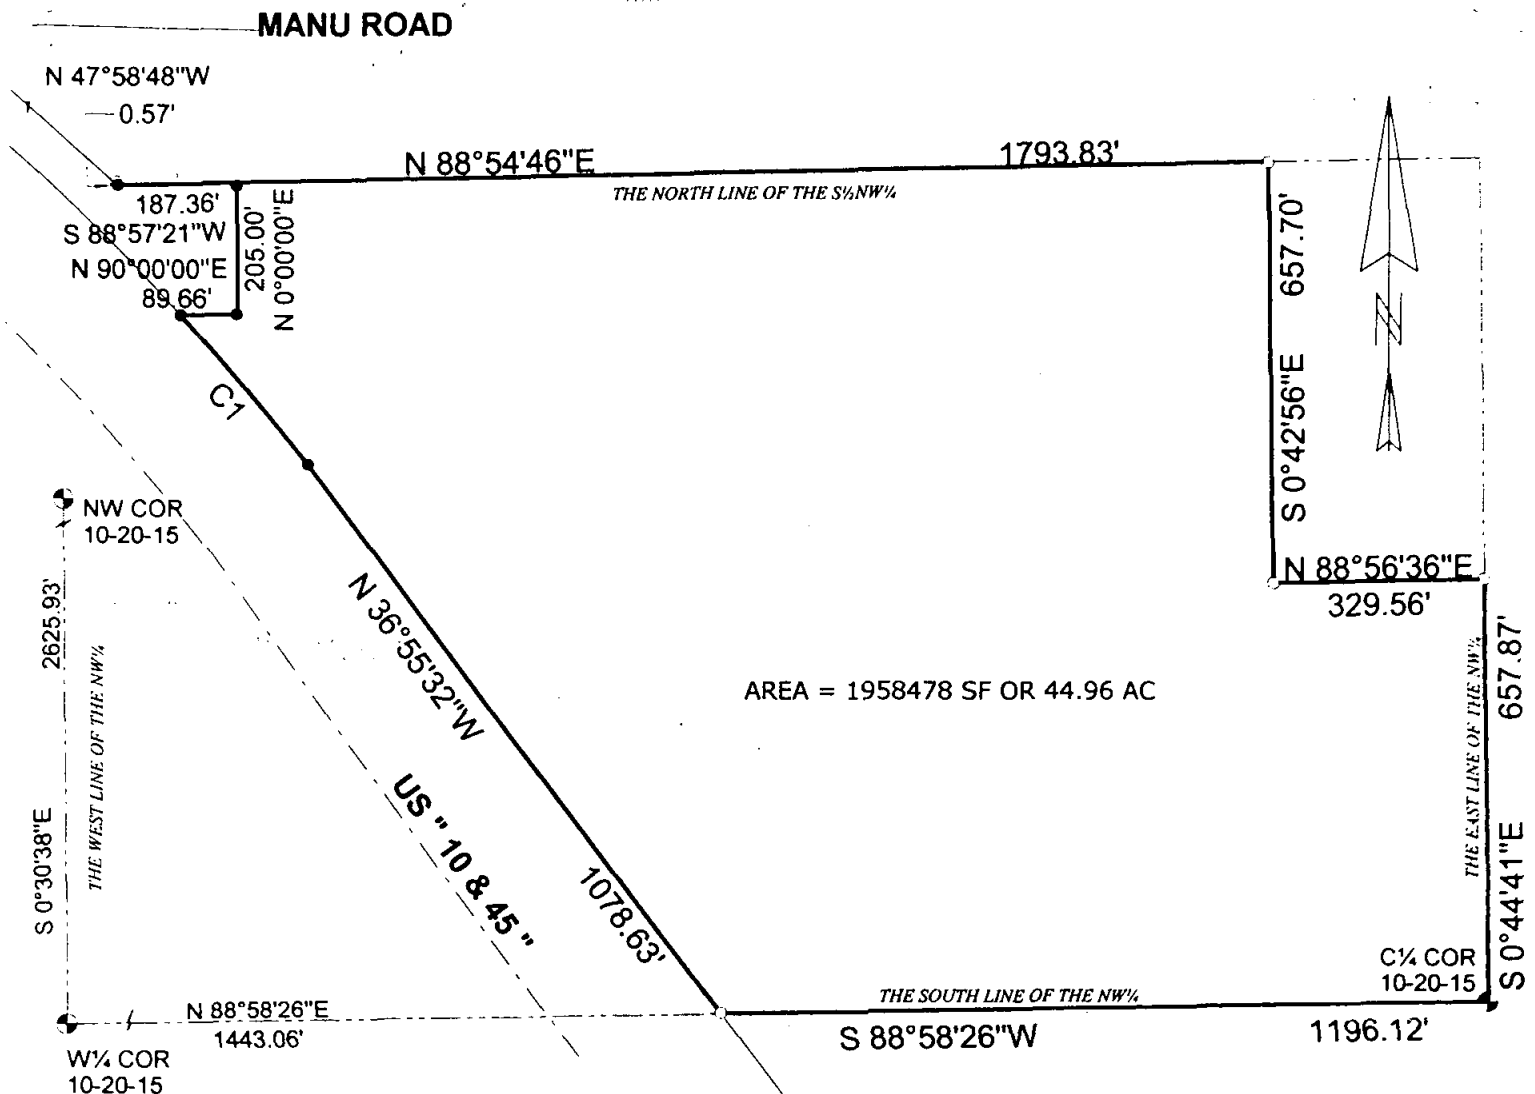 MANU ROAD
N 47°58'48"W
0.57'
N 88°54'46"E
1793.83'
THE NORTH LINE OF THE S½NW¼
187.36'
S 88°57'21"W
N 90°00'00"E
89.66'
205.00'
N 0°00'00"E
657.70'
S 0°42'56"E
N
C1
NW COR
10-20-15
N 88°56'36"E
329.56'
2625.93'
S 0°30'38"E
THE WEST LINE OF THE NW¼
N 36°55'32"W
1078.63'
AREA = 1958478 SF OR 44.96 AC
US " 10 & 45 "
657.87'
S 0°44'41"E
THE EAST LINE OF THE NW¼
C¼ COR
10-20-15
THE SOUTH LINE OF THE NW¼
S 88°58'26"W
1196.12'
N 88°58'26"E
1443.06'
W¼ COR
10-20-15